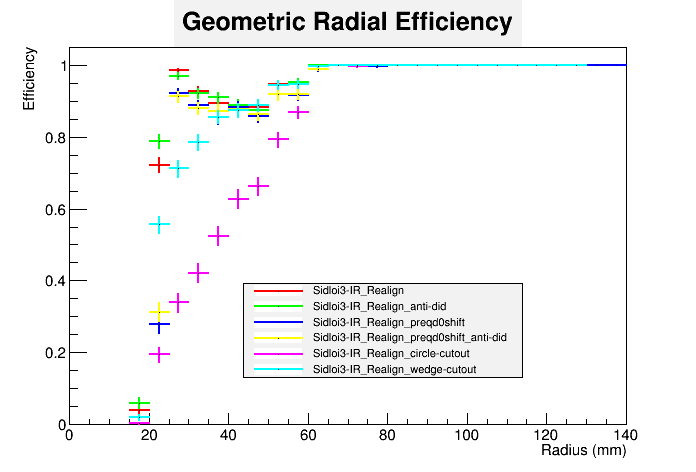 Geometric Radial Efficiency
Efficiency
1
0.8
0.6
0.4
0.2
0
Sidloi3-IR_Realign
Sidloi3-IR_Realign_anti-did
Sidloi3-IR_Realign_preqd0shift
Sidloi3-IR_Realign_preqd0shift_anti-did
Sidloi3-IR_Realign_circle-cutout
Sidloi3-IR_Realign_wedge-cutout
0 20 40 60 80 100 120 140
Radius (mm)